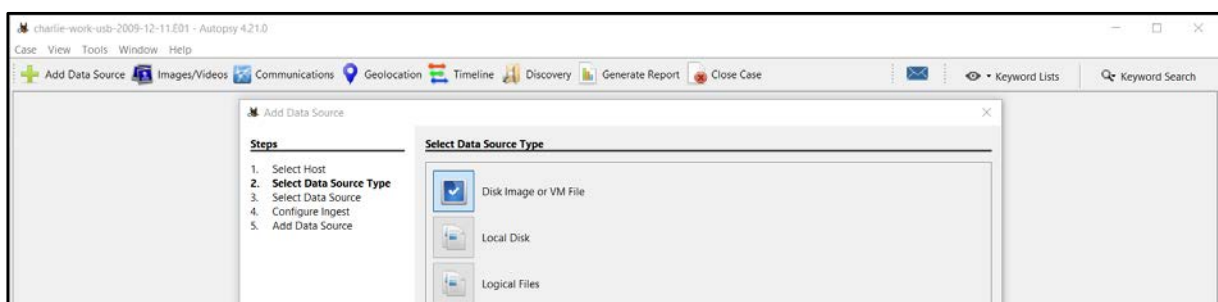 charlie-work-usb-2009-12-11.E01 - Autopsy 4.21.0
Case View Tools Window Help
Add Data Source Images/Videos Communications Geolocation Timeline Discovery Generate Report Close Case Keyword Lists Keyword Search
Add Data Source
Steps
1. Select Host
2. Select Data Source Type
3. Select Data Source
4. Configure Ingest
5. Add Data Source
Select Data Source Type
Disk Image or VM File
Local Disk
Logical Files